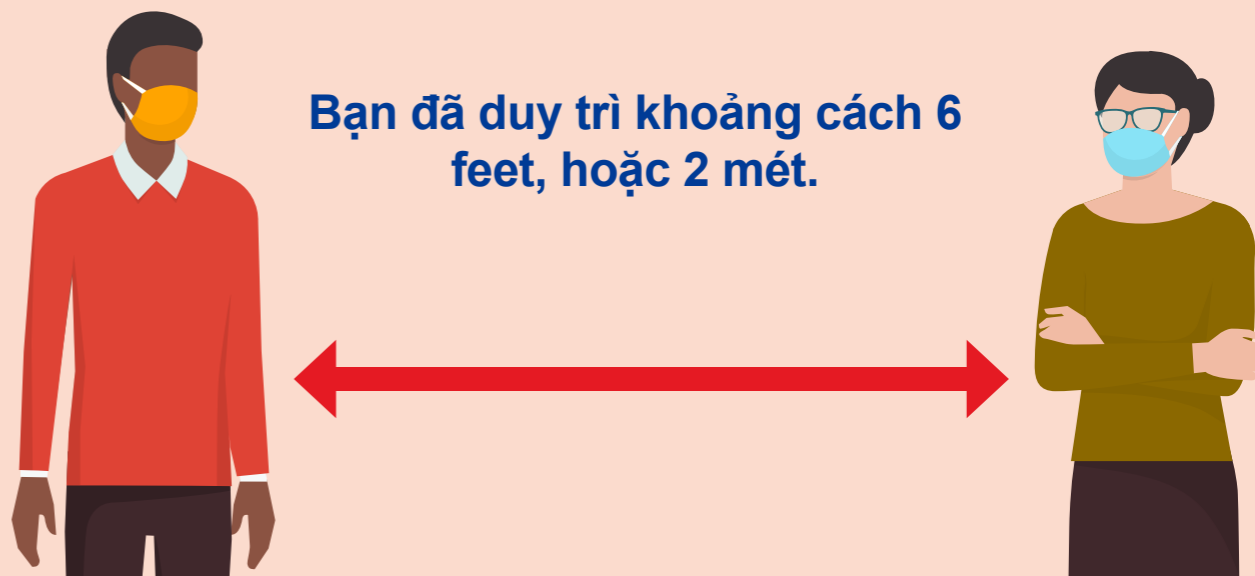 Bạn đã duy trì khoảng cách 6
feet, hoặc 2 mét.